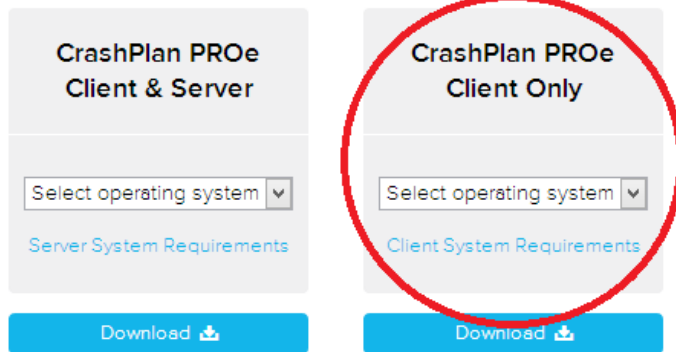 CrashPlan PROe
Client & Server
Select operating system
Server System Requirements
Download
CrashPlan PROe
Client Only
Select operating system
Client System Requirements
Download